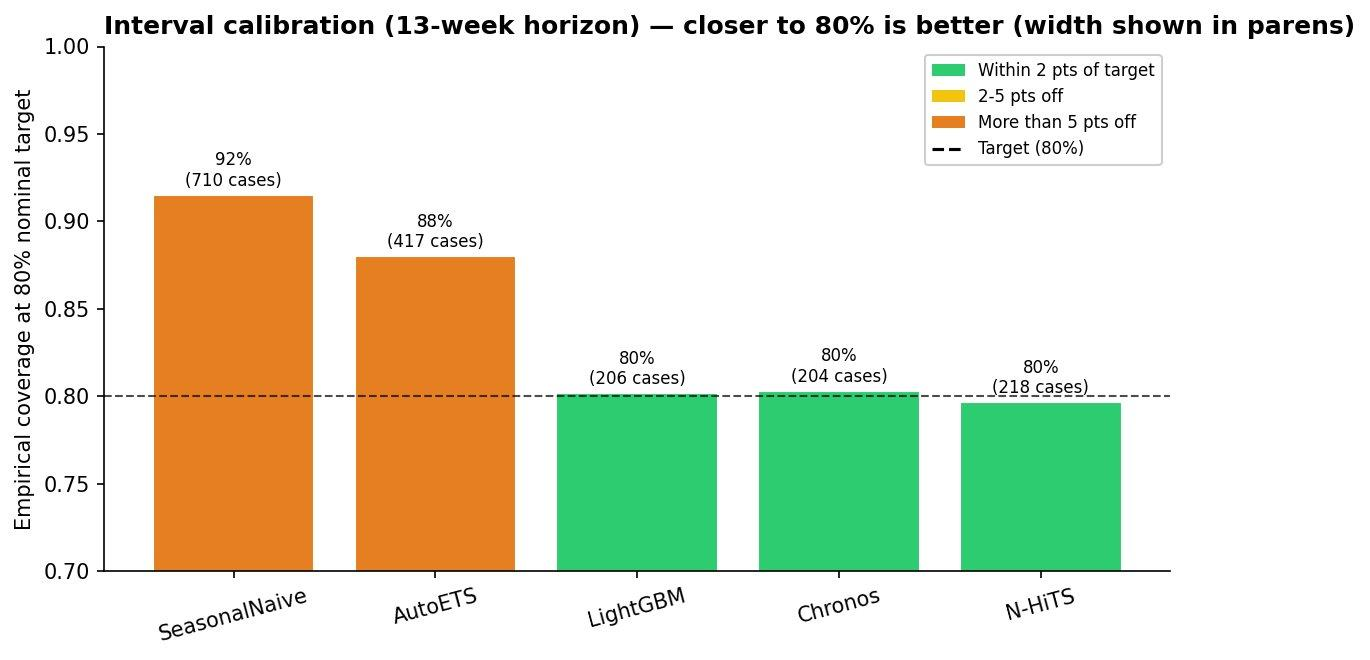 Interval calibration (13-week horizon) — closer to 80% is better (width shown in parens)
Empirical coverage at 80% nominal target
1.00
0.95
0.90
0.85
0.80
0.75
0.70
Within 2 pts of target
2-5 pts off
More than 5 pts off
Target (80%)
92%
(710 cases)
88%
(417 cases)
80%
(206 cases)
80%
(204 cases)
80%
(218 cases)
SeasonalNaive
AutoETS
LightGBM
Chronos
N-HiTS